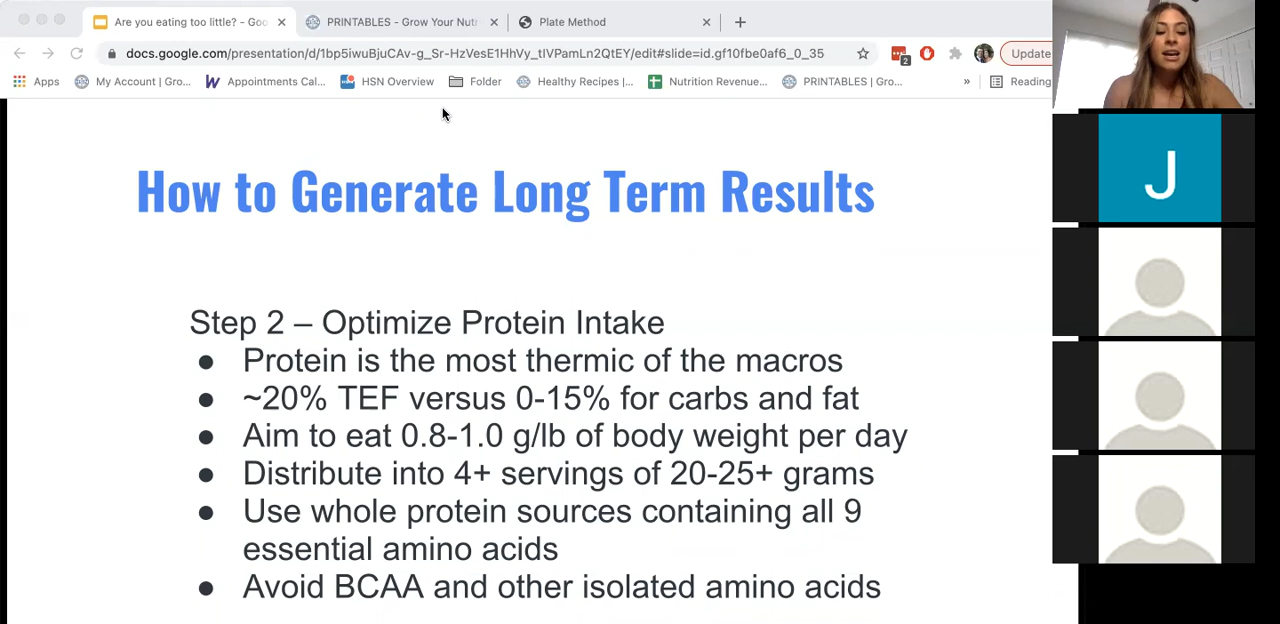 Are you eating too little? - Goo
PRINTABLES - Grow Your Nutr
Plate Method
docs.google.com/presentation/d/1bp5iwuBjuCAv-g_Sr-HzVesE1HhVy_tIVPamLn2QtEY/edit#slide=id.gf10fbe0af6_0_35
2
Update
Apps
My Account | Gro...
Appointments Cal...
HSN Overview
Folder
Healthy Recipes |...
Nutrition Revenue...
PRINTABLES | Gro...
»
Reading
How to Generate Long Term Results
Step 2 – Optimize Protein Intake
● Protein is the most thermic of the macros
● ~20% TEF versus 0-15% for carbs and fat
● Aim to eat 0.8-1.0 g/lb of body weight per day
● Distribute into 4+ servings of 20-25+ grams
● Use whole protein sources containing all 9
essential amino acids
● Avoid BCAA and other isolated amino acids
J